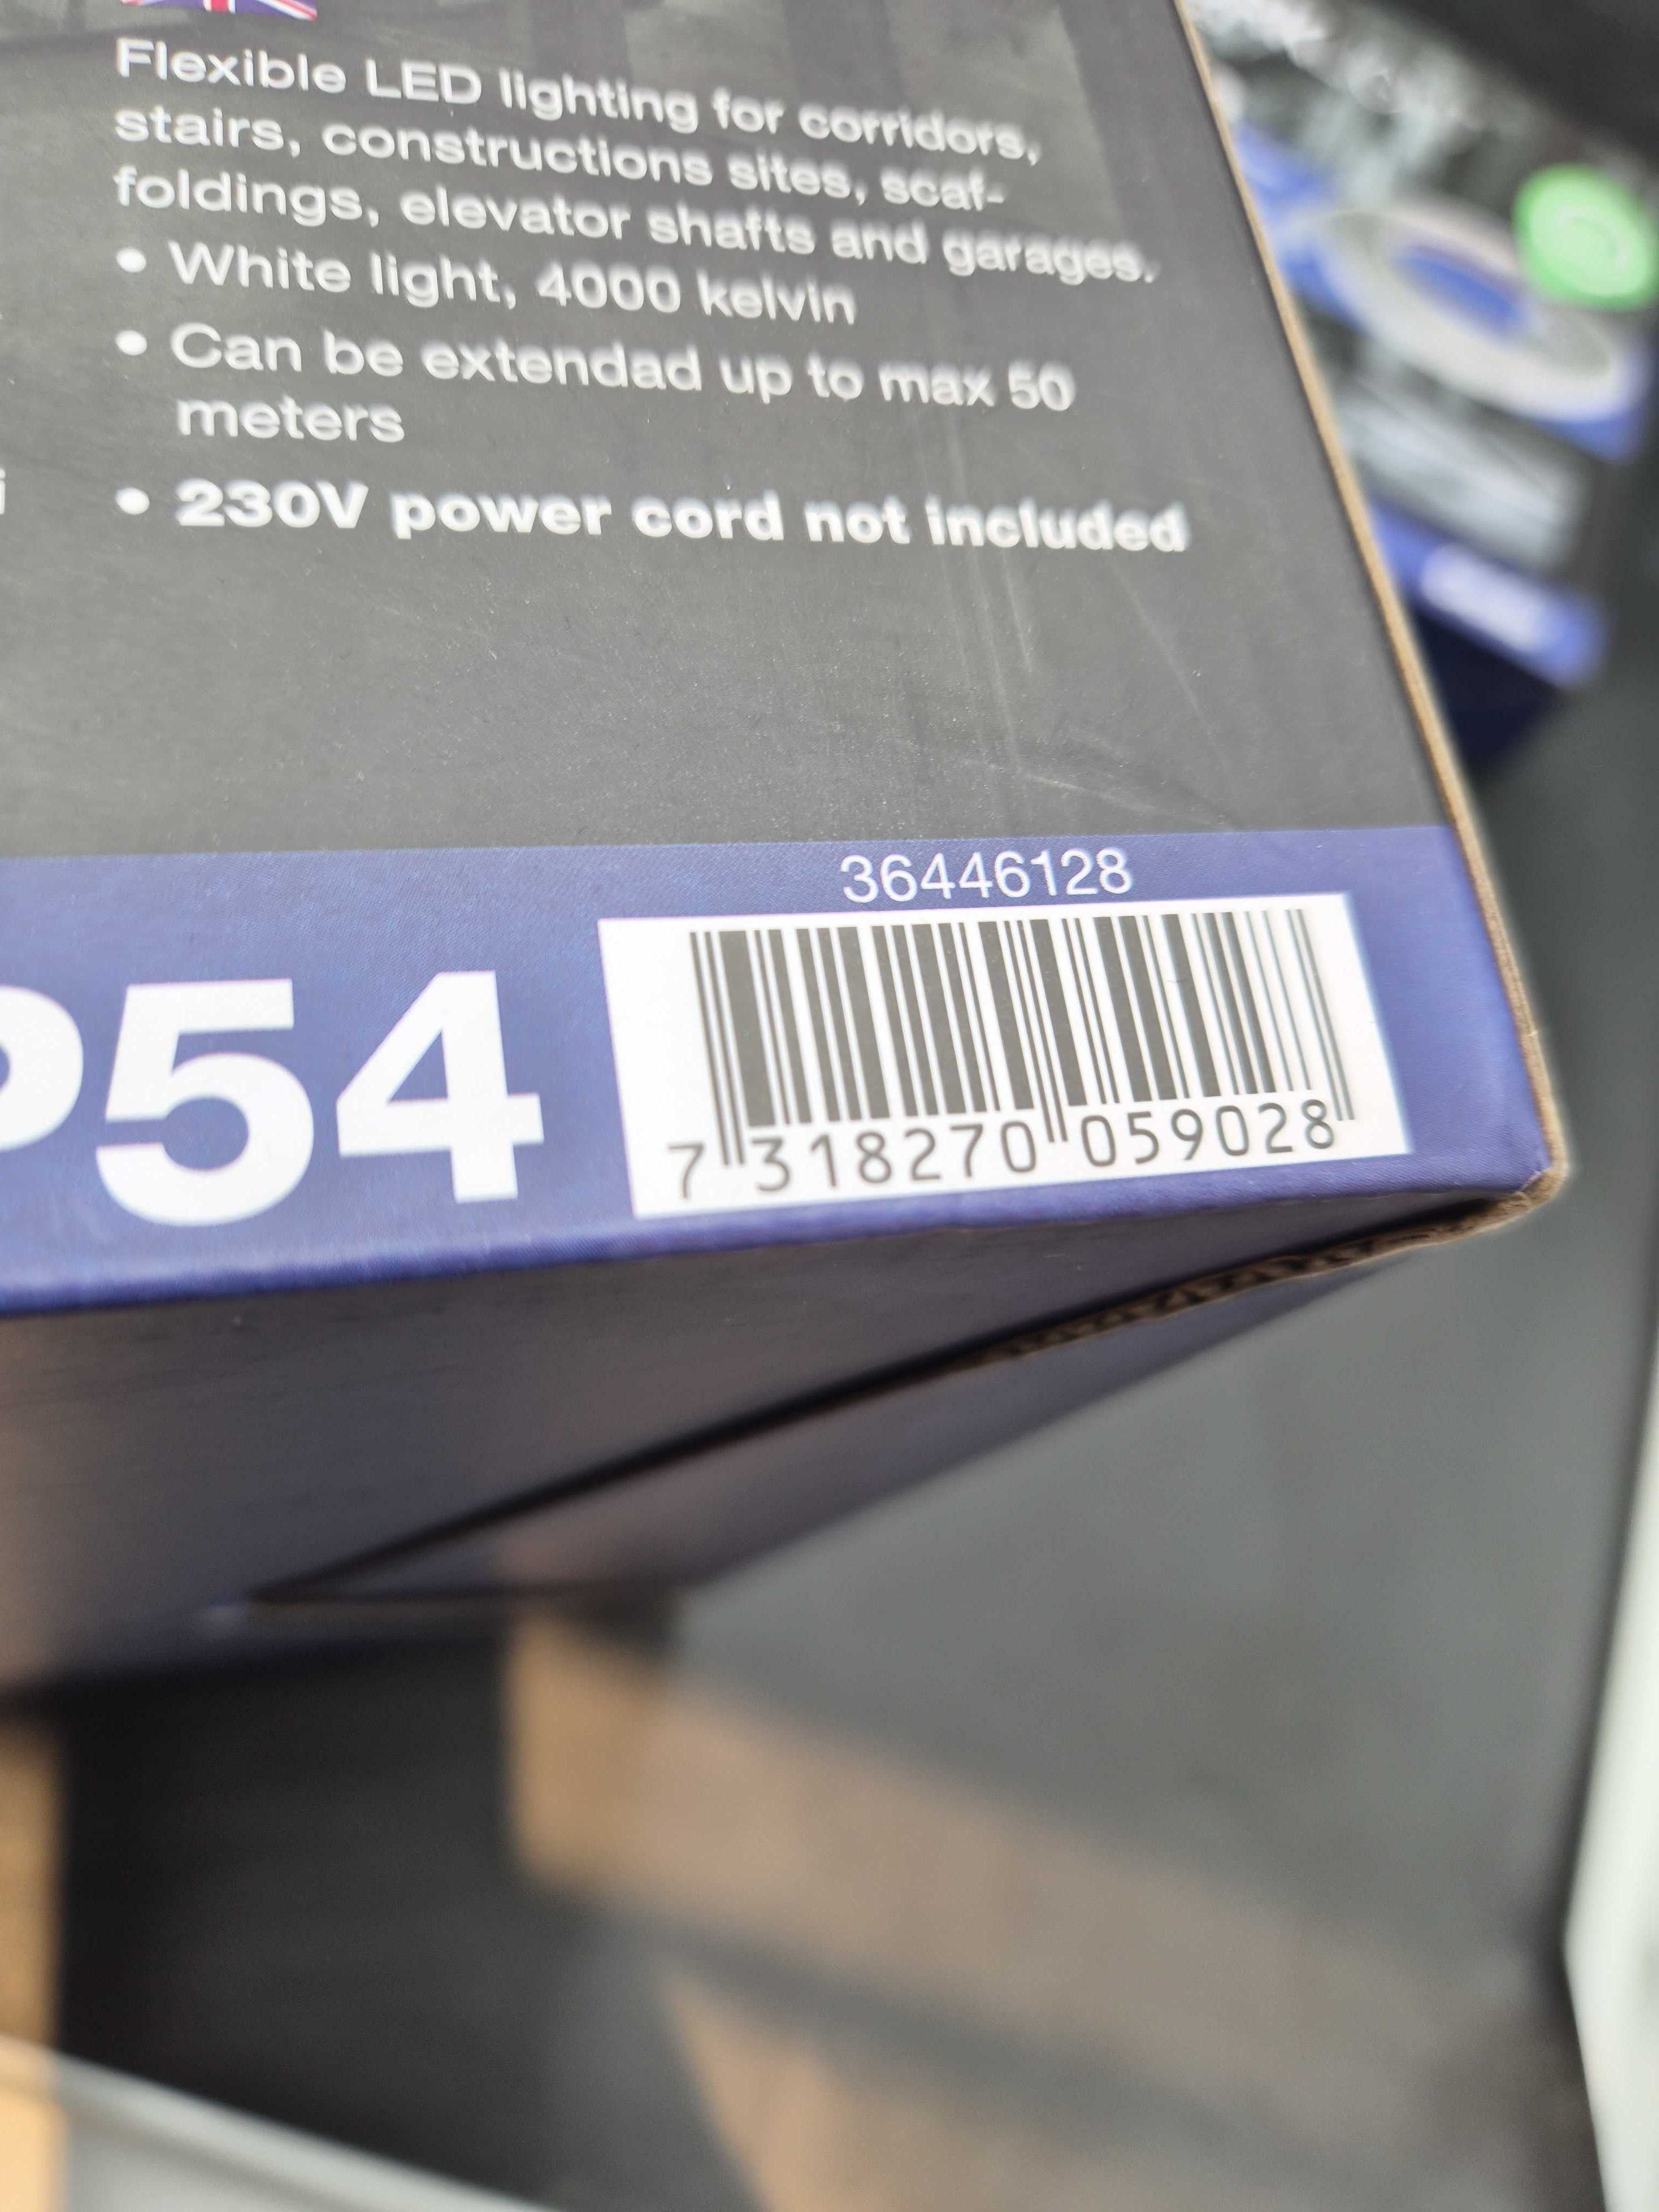 Flexible LED lighting for corridors,
stairs, constructions sites, scaf-
foldings, elevator shafts and garages.
• White light, 4000 kelvin
• Can be extendad up to max 50
meters
• 230V power cord not included
36446128
P54
7 318270 059028